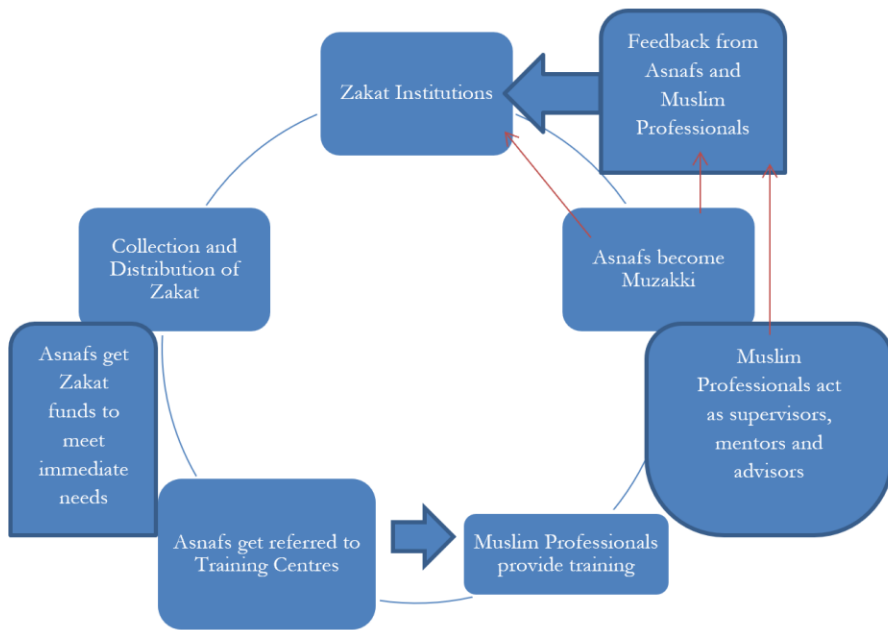 Zakat Institutions
Feedback from
Asnafs and
Muslim
Professionals
Collection and
Distribution of
Zakat
Asnafs become
Muzakki
Asnafs get
Zakat
funds to
meet
immediate
needs
Muslim
Professionals act
as supervisors,
mentors and
advisors
Asnafs get referred to
Training Centres
Muslim Professionals
provide training